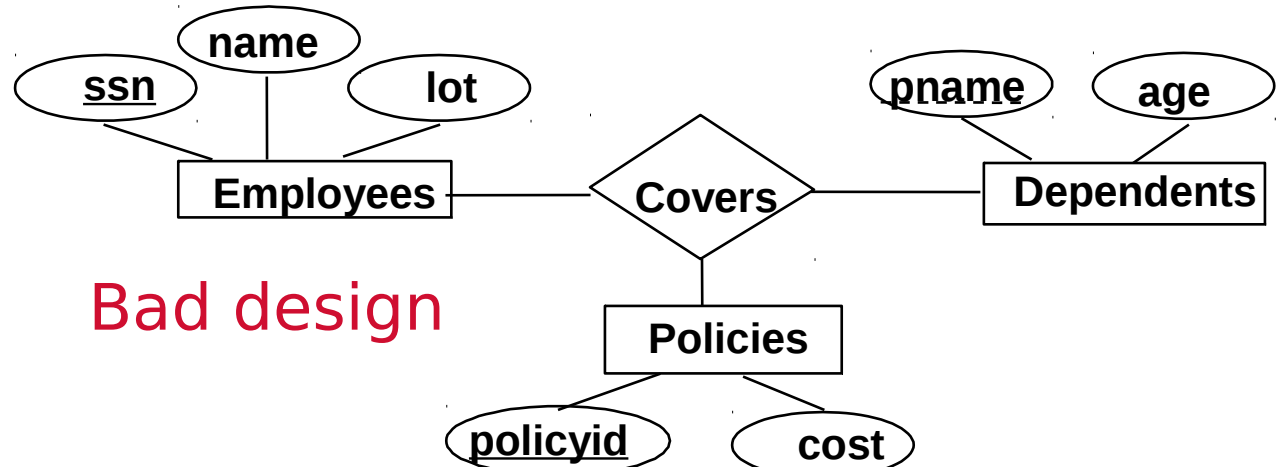 name
ssn
lot
pname
age
Employees
Covers
Dependents
Bad design
Policies
policyid
cost